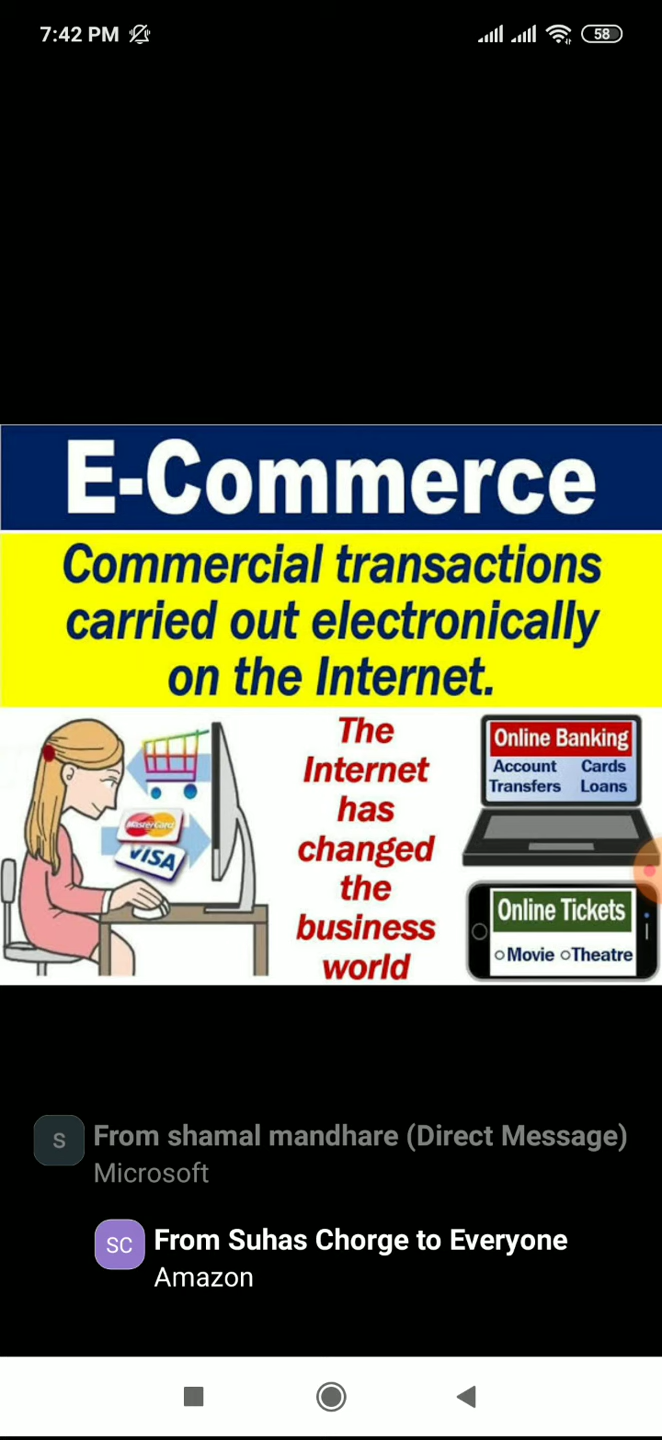 7:42 PM
58
E-Commerce
Commercial transactions
carried out electronically
on the Internet.
MasterCard
VISA
The
Internet
has
changed
the
business
world
Online Banking
Account Cards
Transfers Loans
Online Tickets
○Movie ○Theatre
S
From shamal mandhare (Direct Message)
Microsoft
SC
From Suhas Chorge to Everyone
Amazon